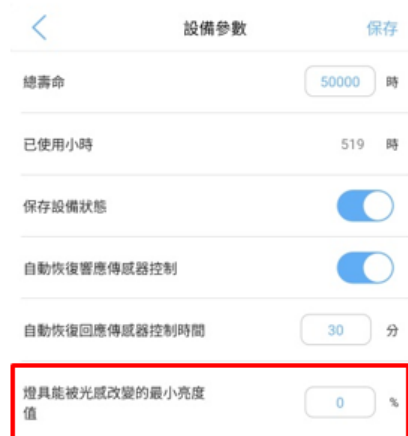 設備參數 保存
總壽命 50000 時
已使用小時 519 時
保存設備狀態
自動恢復響應傳感器控制
自動恢復回應傳感器控制時間 30 分
燈具能被光感改變的最小亮度
值 0 %